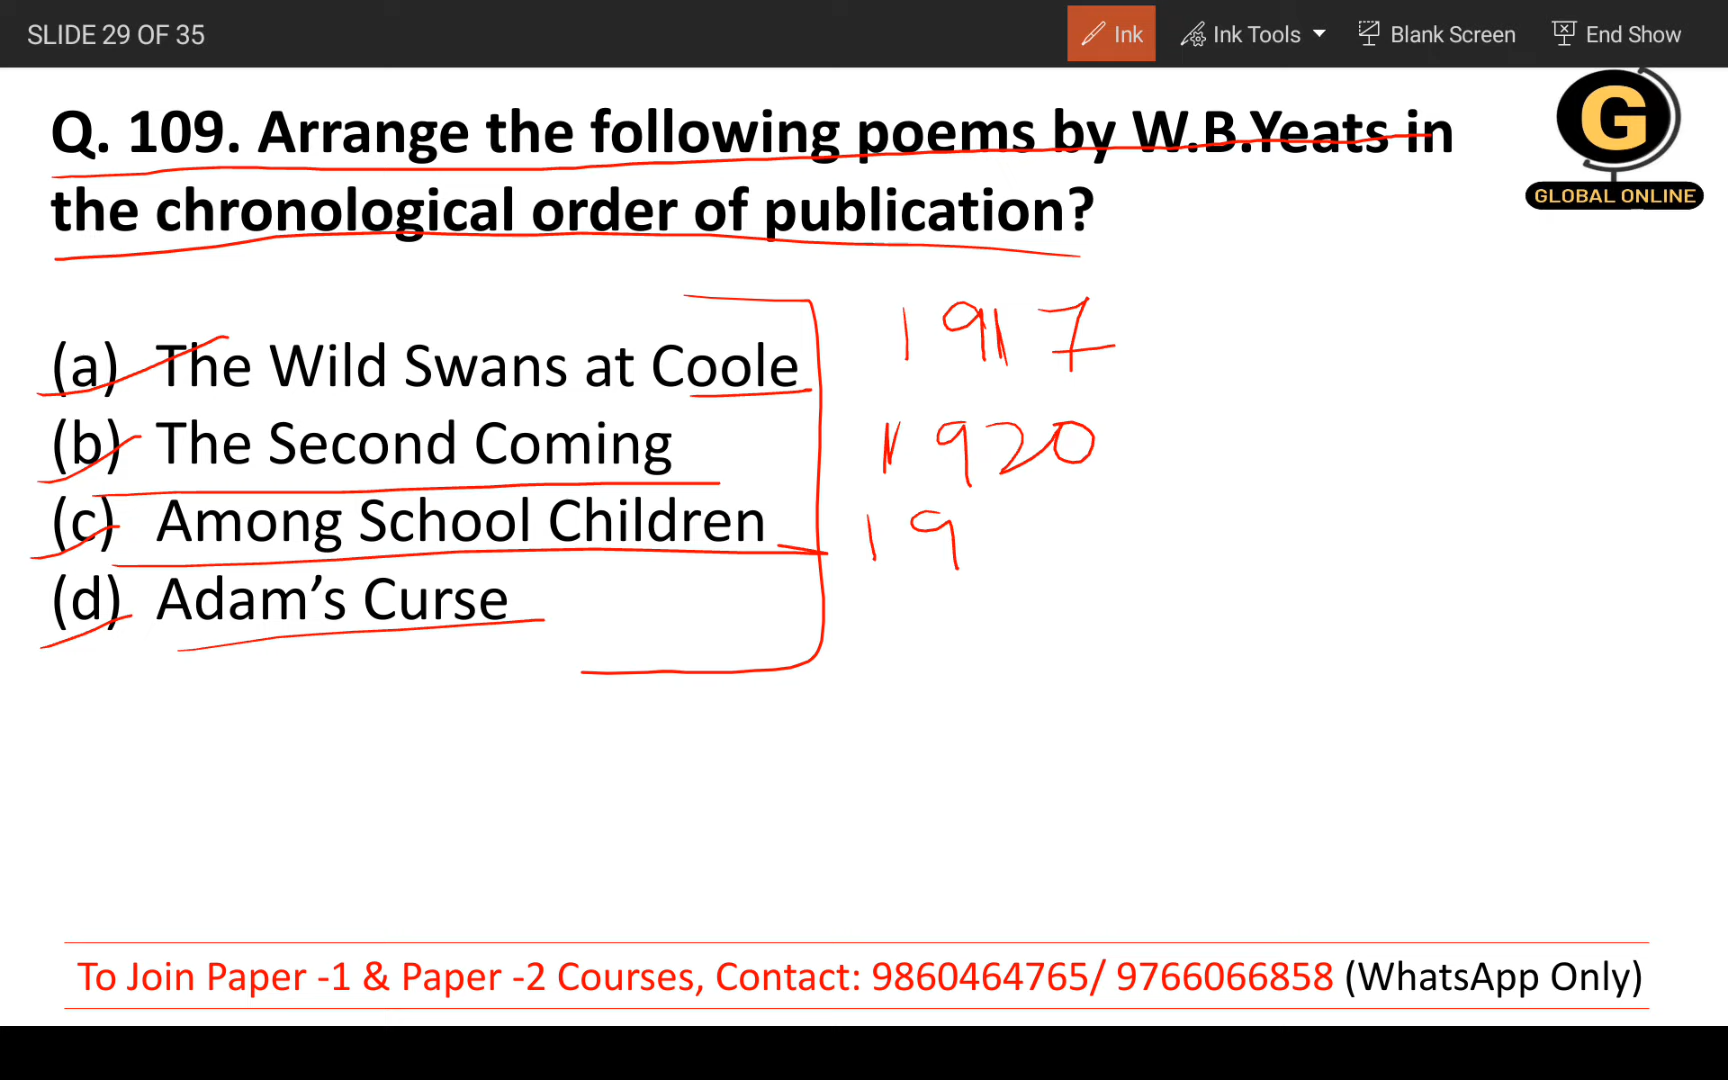 SLIDE 29 OF 35 Ink Ink Tools Blank Screen End Show
Q. 109. Arrange the following poems by W.B.Yeats in
the chronological order of publication?
G
GLOBAL ONLINE
(a) The Wild Swans at Coole 1917
(b) The Second Coming 1920
(c) Among School Children 19
(d) Adam’s Curse
To Join Paper -1 & Paper -2 Courses, Contact: 9860464765/ 9766066858 (WhatsApp Only)